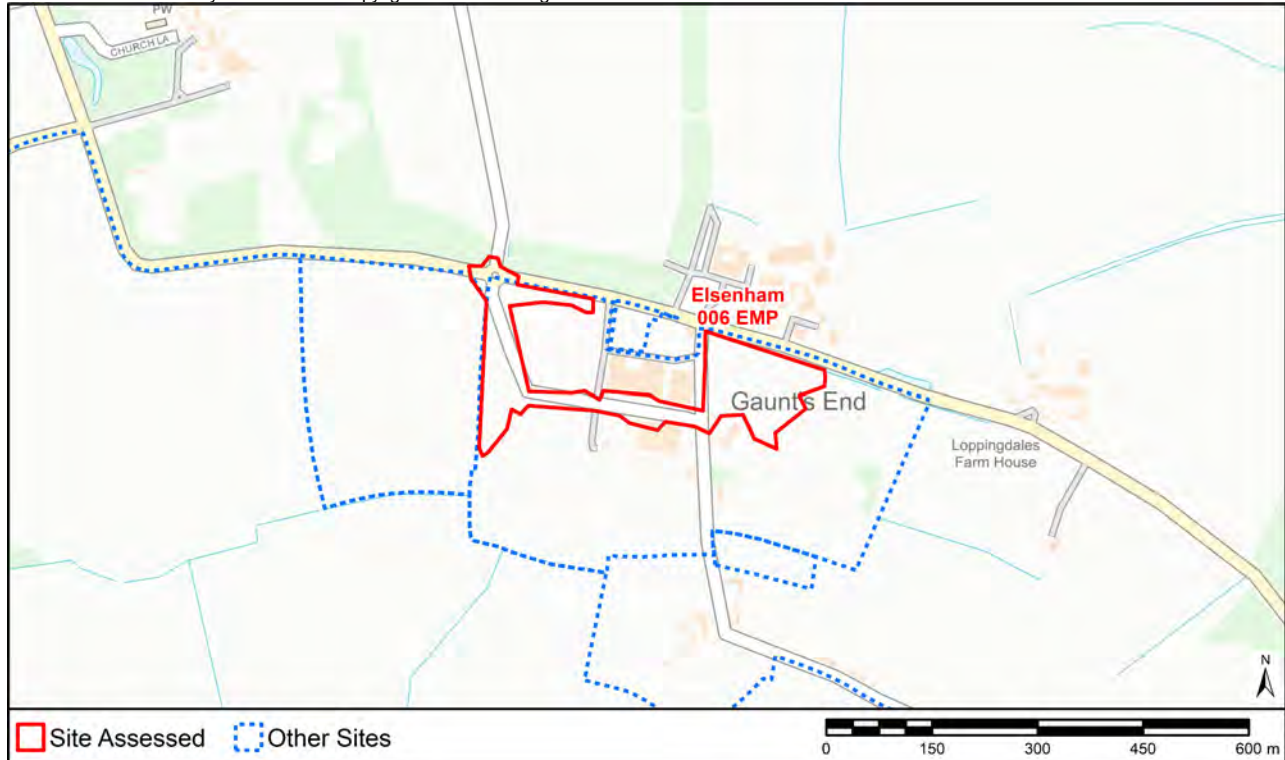 PW
CHURCH LA
Elsenham
006 EMP
Gaunt's End
Loppingdales
Farm House
N
Site Assessed
Other Sites
0 150 300 450 600 m